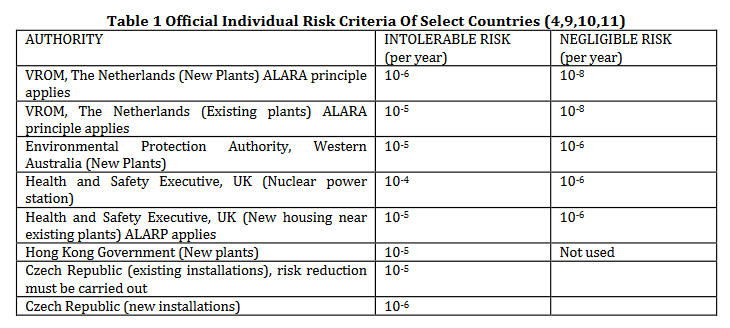 Table 1 Official Individual Risk Criteria Of Select Countries (4,9,10,11)
AUTHORITY INTOLERABLE RISK NEGLIGIBLE RISK
(per year) (per year)
VROM, The Netherlands (New Plants) ALARA principle 10-6 10-8
applies
VROM, The Netherlands (Existing plants) ALARA 10-5 10-8
principle applies
Environmental Protection Authority, Western 10-5 10-6
Australia (New Plants)
Health and Safety Executive, UK (Nuclear power 10-4 10-6
station)
Health and Safety Executive, UK (New housing near 10-5 10-6
existing plants) ALARP applies
Hong Kong Government (New plants) 10-5 Not used
Czech Republic (existing installations), risk reduction 10-5
must be carried out
Czech Republic (new installations) 10-6